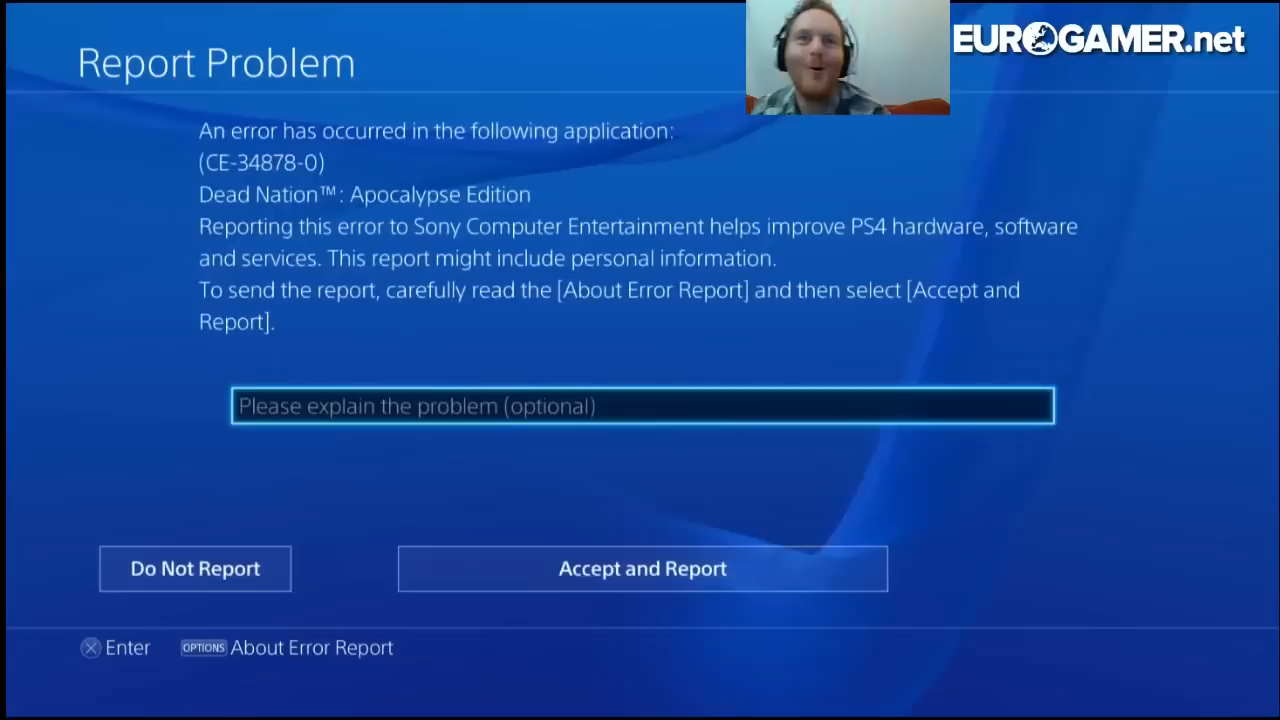 EUROGAMER.net
Report Problem
An error has occurred in the following application:
(CE-34878-0)
Dead Nation™: Apocalypse Edition
Reporting this error to Sony Computer Entertainment helps improve PS4 hardware, software
and services. This report might include personal information.
To send the report, carefully read the [About Error Report] and then select [Accept and
Report].
Please explain the problem (optional)
Do Not Report
Accept and Report
Enter
OPTIONS About Error Report